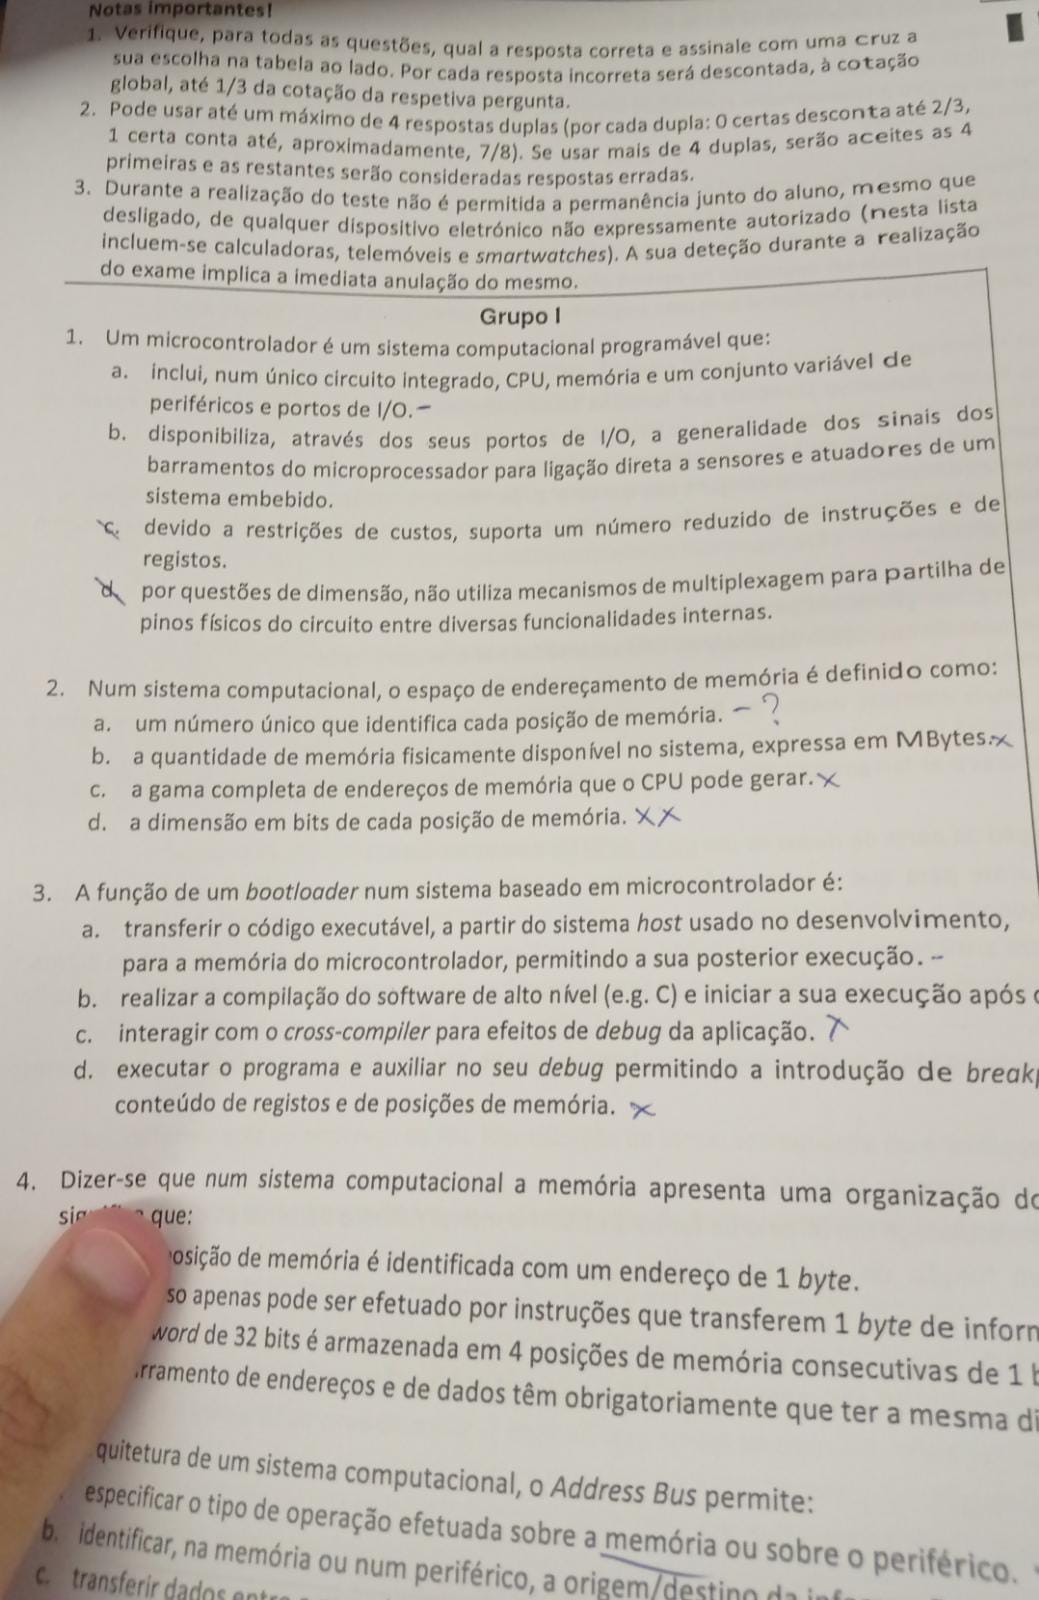 Notas importantes!
1. Verifique, para todas as questões, qual a resposta correta e assinale com uma cruz a
sua escolha na tabela ao lado. Por cada resposta incorreta será descontada, à cotação
global, até 1/3 da cotação da respetiva pergunta.
2. Pode usar até um máximo de 4 respostas duplas (por cada dupla: 0 certas desconta até 2/3,
1 certa conta até, aproximadamente, 7/8). Se usar mais de 4 duplas, serão aceites as 4
primeiras e as restantes serão consideradas respostas erradas.
3. Durante a realização do teste não é permitida a permanência junto do aluno, mesmo que
desligado, de qualquer dispositivo eletrónico não expressamente autorizado (nesta lista
incluem-se calculadoras, telemóveis e smartwatches). A sua deteção durante a realização
do exame implica a imediata anulação do mesmo.
Grupo I
1. Um microcontrolador é um sistema computacional programável que:
a. inclui, num único circuito integrado, CPU, memória e um conjunto variável de
periféricos e portos de I/O. –
b. disponibiliza, através dos seus portos de I/O, a generalidade dos sinais dos
barramentos do microprocessador para ligação direta a sensores e atuadores de um
sistema embebido.
c. devido a restrições de custos, suporta um número reduzido de instruções e de
registos.
d. por questões de dimensão, não utiliza mecanismos de multiplexagem para partilha de
pinos físicos do circuito entre diversas funcionalidades internas.
2. Num sistema computacional, o espaço de endereçamento de memória é definido como:
a. um número único que identifica cada posição de memória. – ?
b. a quantidade de memória fisicamente disponível no sistema, expressa em MBytes. x
c. a gama completa de endereços de memória que o CPU pode gerar. x
d. a dimensão em bits de cada posição de memória. x x
3. A função de um bootloader num sistema baseado em microcontrolador é:
a. transferir o código executável, a partir do sistema host usado no desenvolvimento,
para a memória do microcontrolador, permitindo a sua posterior execução. –
b. realizar a compilação do software de alto nível (e.g. C) e iniciar a sua execução após
c. interagir com o cross-compiler para efeitos de debug da aplicação. x
d. executar o programa e auxiliar no seu debug permitindo a introdução de break
conteúdo de registos e de posições de memória. x
4. Dizer-se que num sistema computacional a memória apresenta uma organização do
que:
posição de memória é identificada com um endereço de 1 byte.
so apenas pode ser efetuado por instruções que transferem 1 byte de inform
word de 32 bits é armazenada em 4 posições de memória consecutivas de 1 b
rramento de endereços e de dados têm obrigatoriamente que ter a mesma di
quitetura de um sistema computacional, o Address Bus permite:
especificar o tipo de operação efetuada sobre a memória ou sobre o periférico.
b. identificar, na memória ou num periférico, a origem/destino da
c. transferir dados